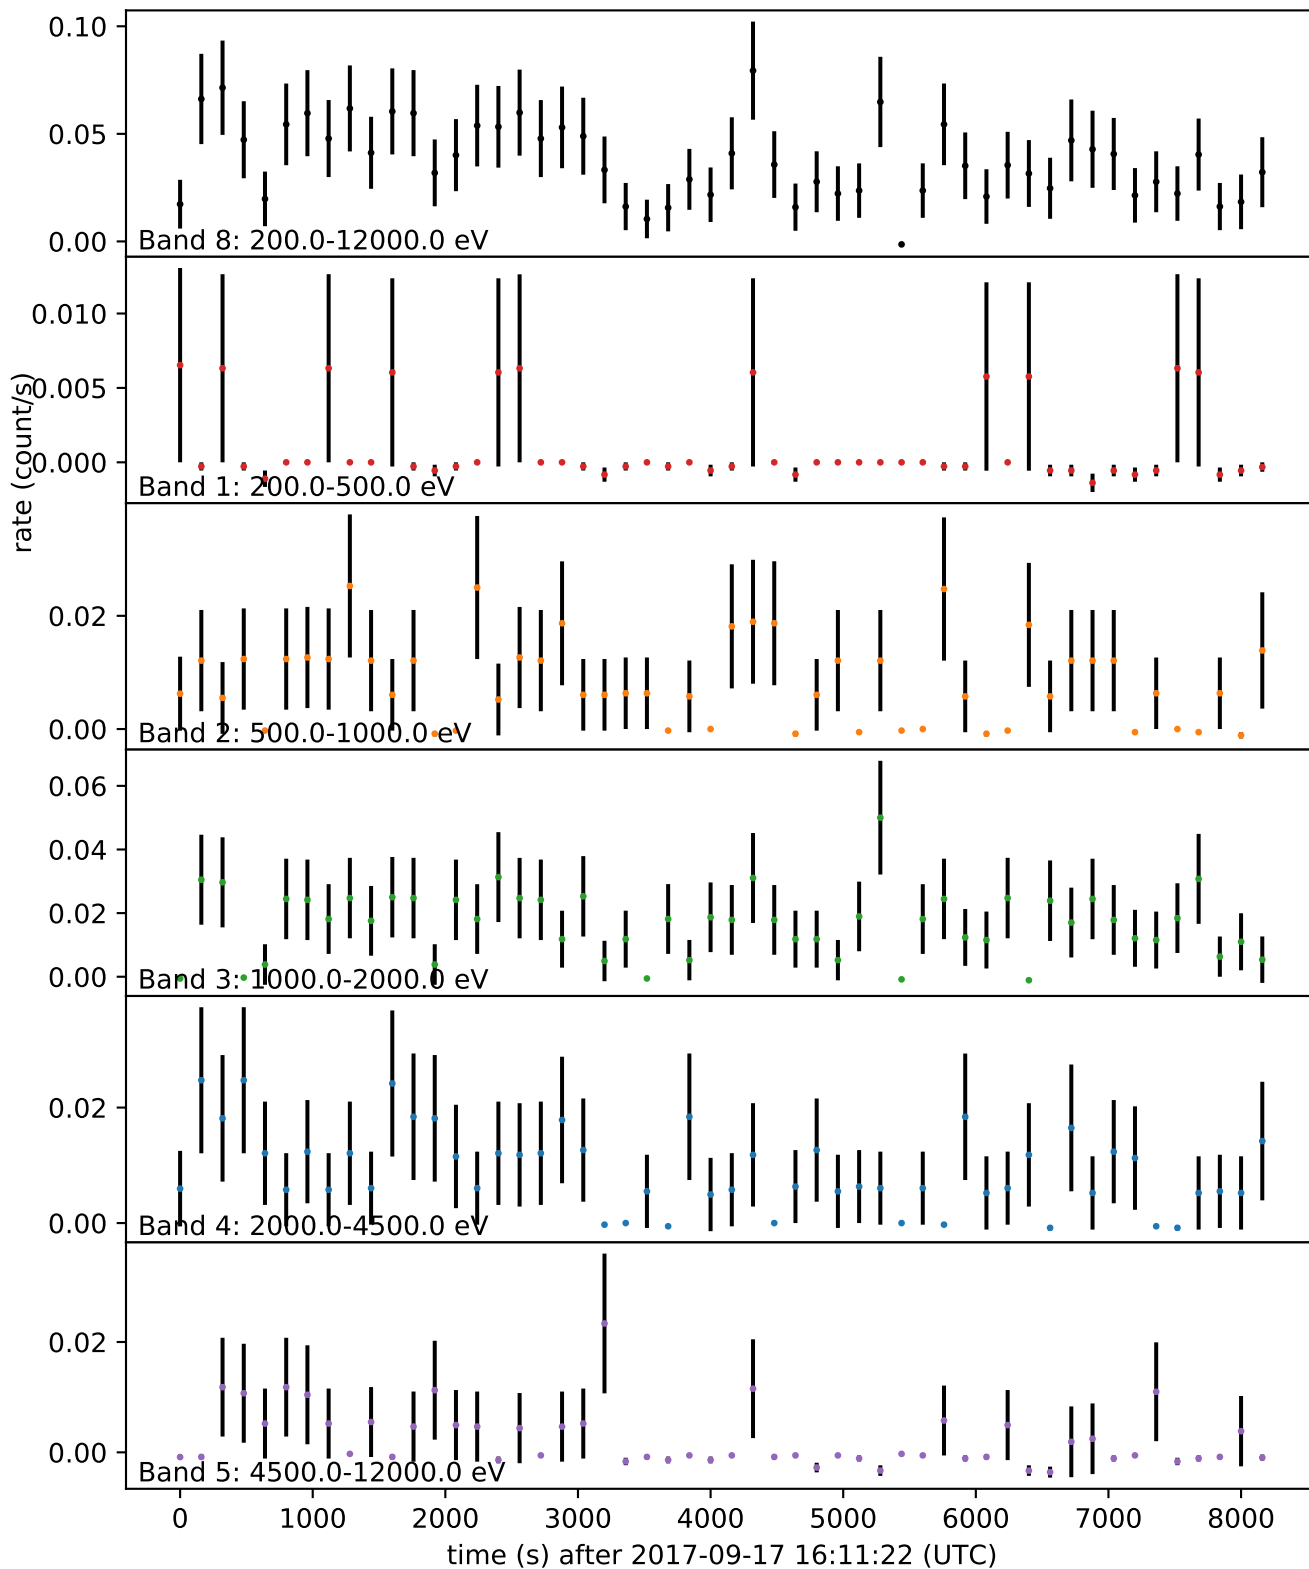 0.10
0.05
0.00
Band 8: 200.0-12000.0 eV
0.010
0.005
0.000
Band 1: 200.0-500.0 eV
rate (count/s)
0.02
0.00
Band 2: 500.0-1000.0 eV
0.06
0.04
0.02
0.00
Band 3: 1000.0-2000.0 eV
0.02
0.00
Band 4: 2000.0-4500.0 eV
0.02
0.00
Band 5: 4500.0-12000.0 eV
0 1000 2000 3000 4000 5000 6000 7000 8000
time (s) after 2017-09-17 16:11:22 (UTC)